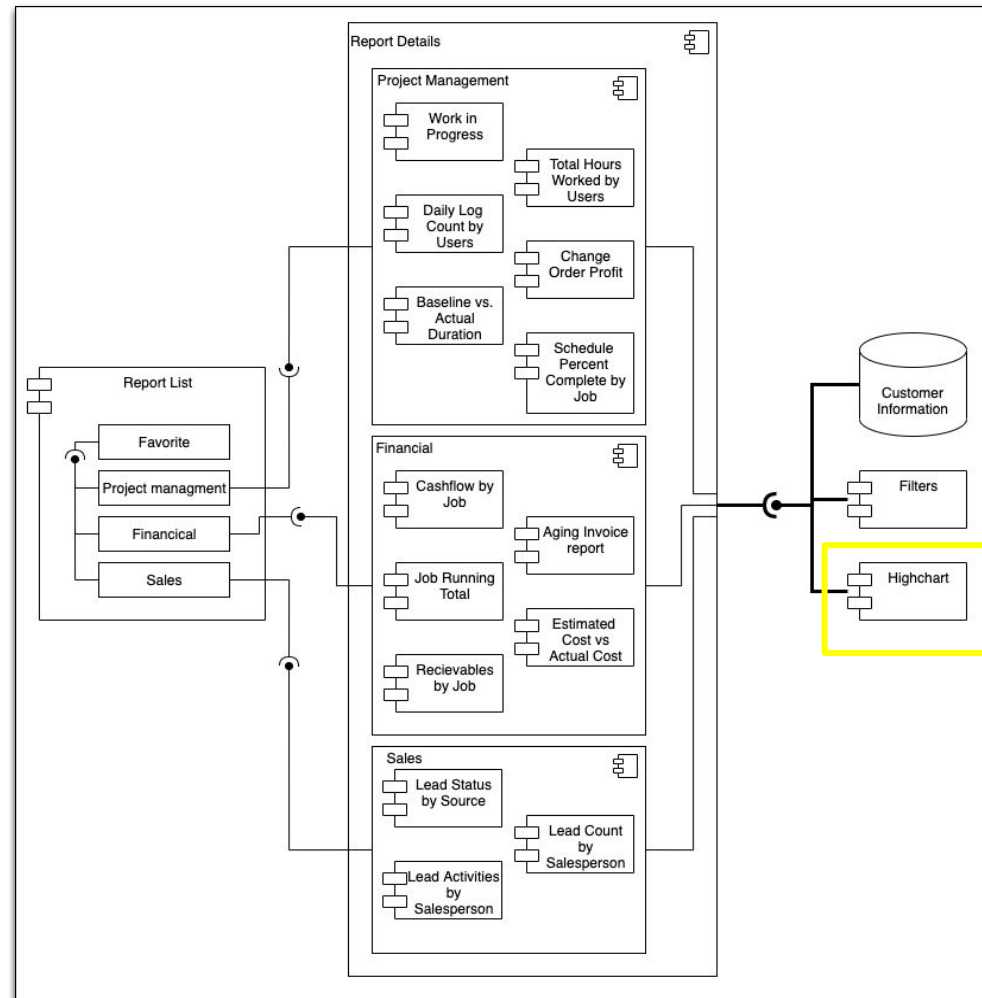 Report Details
Project Management
Work in
Progress
Total Hours
Worked by
Users
Daily Log
Count by
Users
Change
Order Profit
Baseline vs.
Actual
Duration
Schedule
Percent
Complete by
Job
Report List
Favorite
Project managment
Financical
Sales
Financial
Cashflow by
Job
Aging Invoice
report
Job Running
Total
Estimated
Cost vs
Actual Cost
Recievables
by Job
Sales
Lead Status
by Source
Lead Count
by
Salesperson
Lead Activities
by
Salesperson
Customer
Information
Filters
Highchart